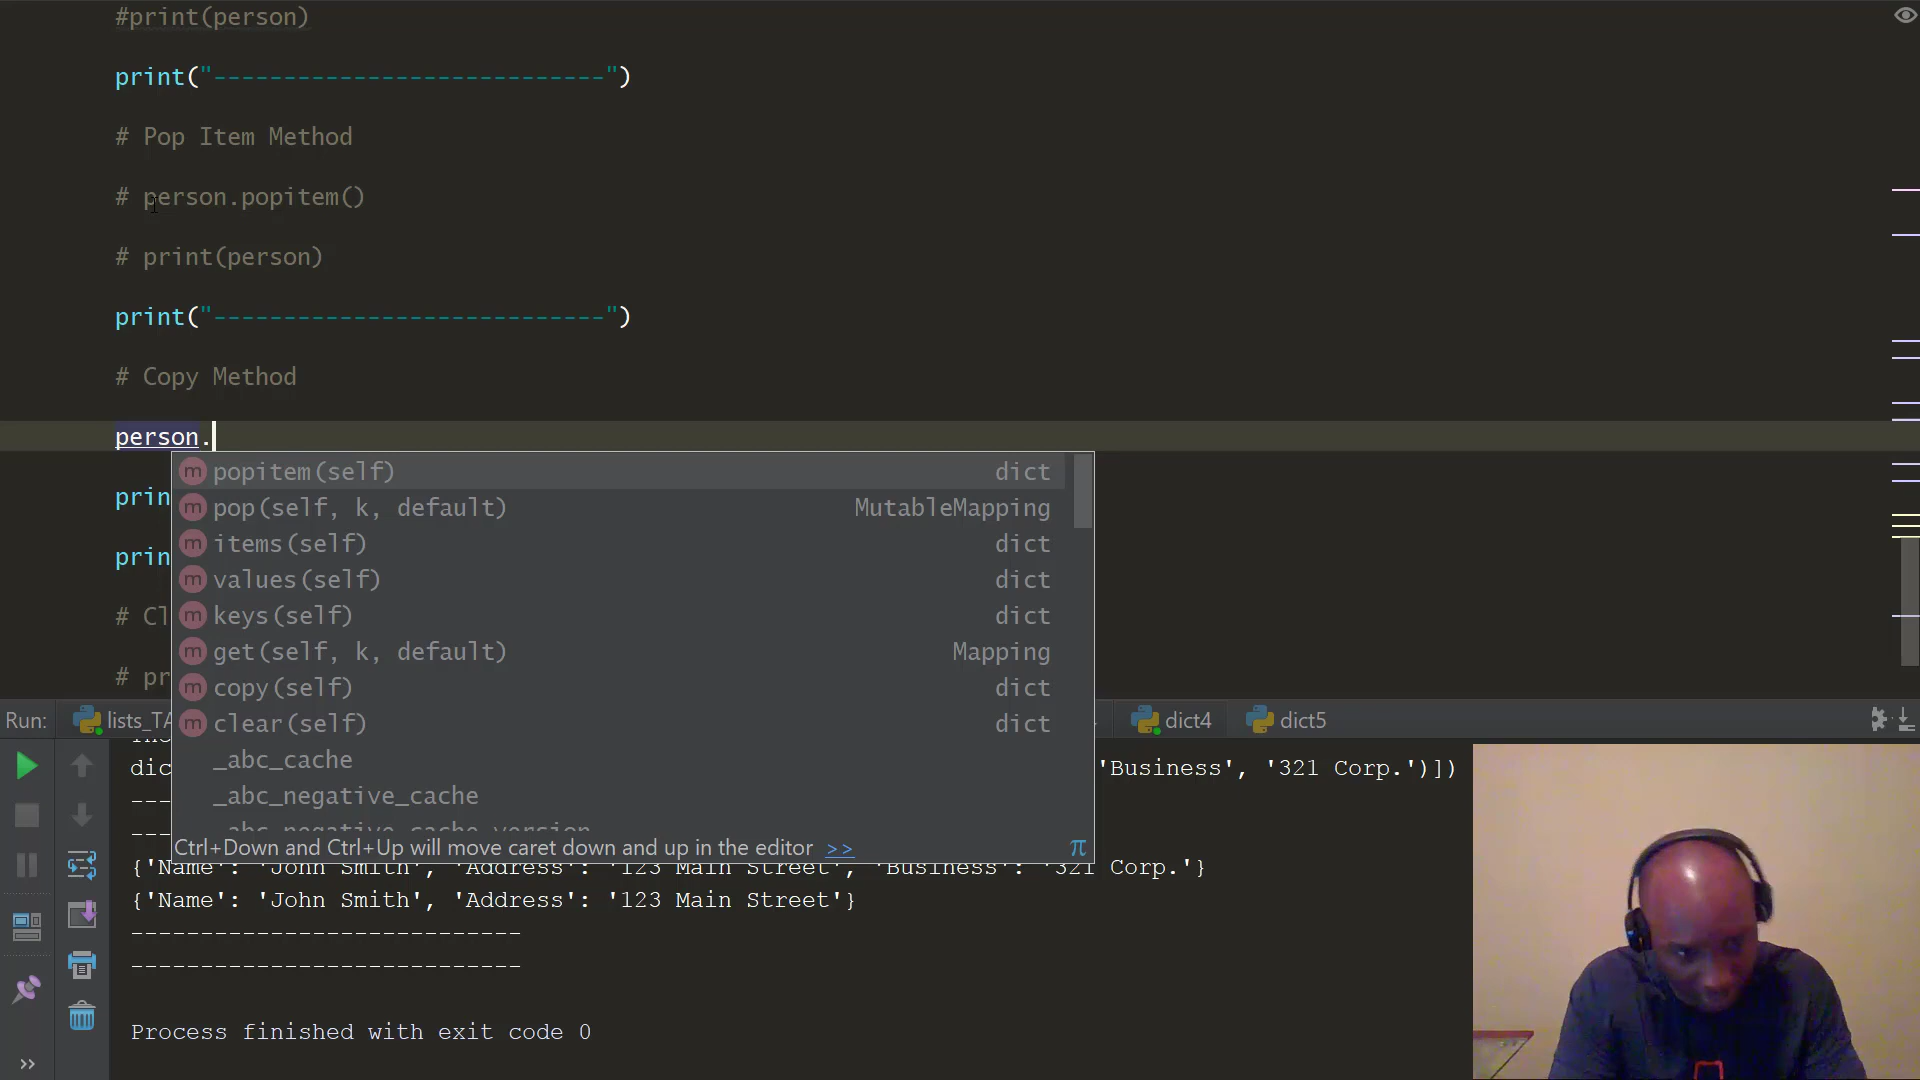 #print(person)
print("----------------------------")
# Pop Item Method
# person.popitem()
# print(person)
print("----------------------------")
# Copy Method
person.
popitem(self) dict
prin
pop(self, k, default) MutableMapping
items(self) dict
prin
values(self) dict
# Cl
keys(self) dict
get(self, k, default) Mapping
# pr
copy(self) dict
clear(self) dict
Run: lists_TA dict4 dict5
_abc_cache
dic 'Business', '321 Corp.')])
_abc_negative_cache
---
_abc_negative_cache_version
---
Ctrl+Down and Ctrl+Up will move caret down and up in the editor >> π
{'Name': 'John Smith', 'Address': '123 Main Street', 'Business': '321 Corp.'}
{'Name': 'John Smith', 'Address': '123 Main Street'}
----------------------------
----------------------------
Process finished with exit code 0